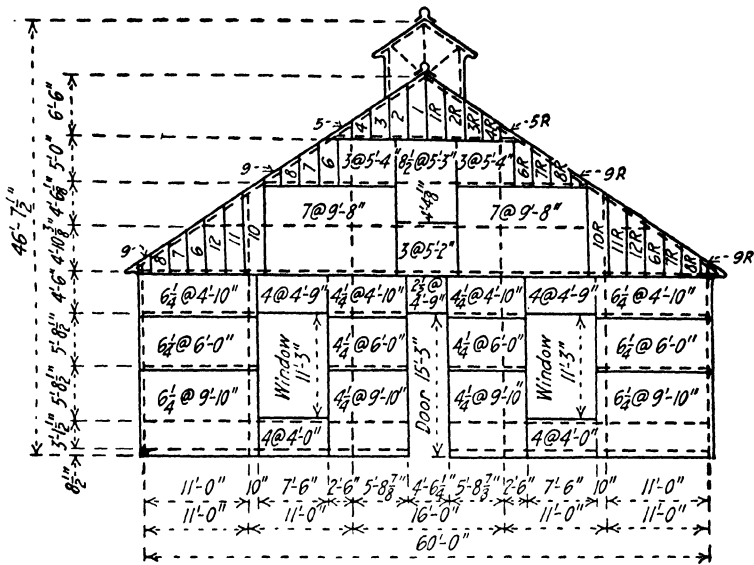 5 4 3 2 1 1R 2R 3R 4R 5R
9 8 7 6 3@5'-4" 8½@5'-3" 3@5'-4" 6R 7R 8R 9R
7@9'-8" 4'-4⅝" 7@9'-8"
9 8 7 6 12 11 10 3@5'-2" 10R 11R 12R 6R 7R 8R 9R
6¼@4'-10" 4@4'-9" 4¼@4'-10" 4'-9" 4¼@4'-10" 4@4'-9" 6¼@4'-10"
6¼@6'-0" Window 11'-3" 4¼@6'-0" Door 15'-3" 4¼@6'-0" Window 11'-3" 6¼@6'-0"
6¼@9'-10" 4¼@9'-10" 4¼@9'-10" 6¼@9'-10"
4@4'-0" 4@4'-0"
46'-7½"
6'-6"
5'-0"
4'-6⅝"
4'-10⅜"
4'-6"
5'-8½"
5'-8½"
3'-1½"
8½"
11'-0" 10" 7'-6" 2'-6" 5'-8⅞" 4'-6¼" 5'-8⅞" 2'-6" 7'-6" 10" 11'-0"
11'-0" 11'-0" 16'-0" 11'-0" 11'-0"
60'-0"